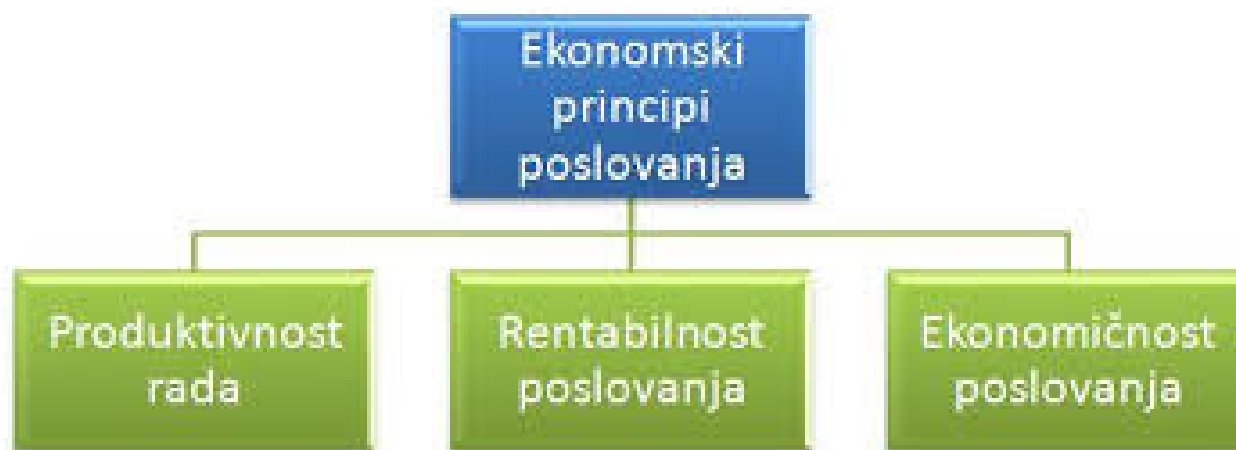 Ekonomski
principi
poslovanja
Produktivnost
rada
Rentabilnost
poslovanja
Ekonomičnost
poslovanja